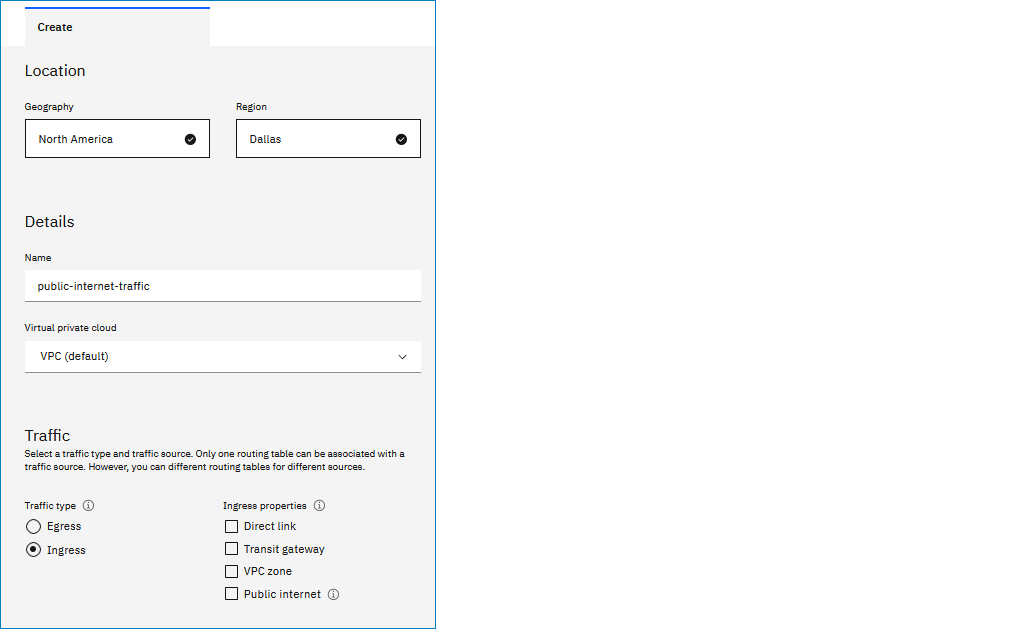 Create
Location
Geography
Region
North America
Dallas
Details
Name
public-internet-traffic
Virtual private cloud
VPC (default)
Traffic
Select a traffic type and traffic source. Only one routing table can be associated with a
traffic source. However, you can different routing tables for different sources.
Traffic type
Egress
Ingress
Ingress properties
Direct link
Transit gateway
VPC zone
Public internet